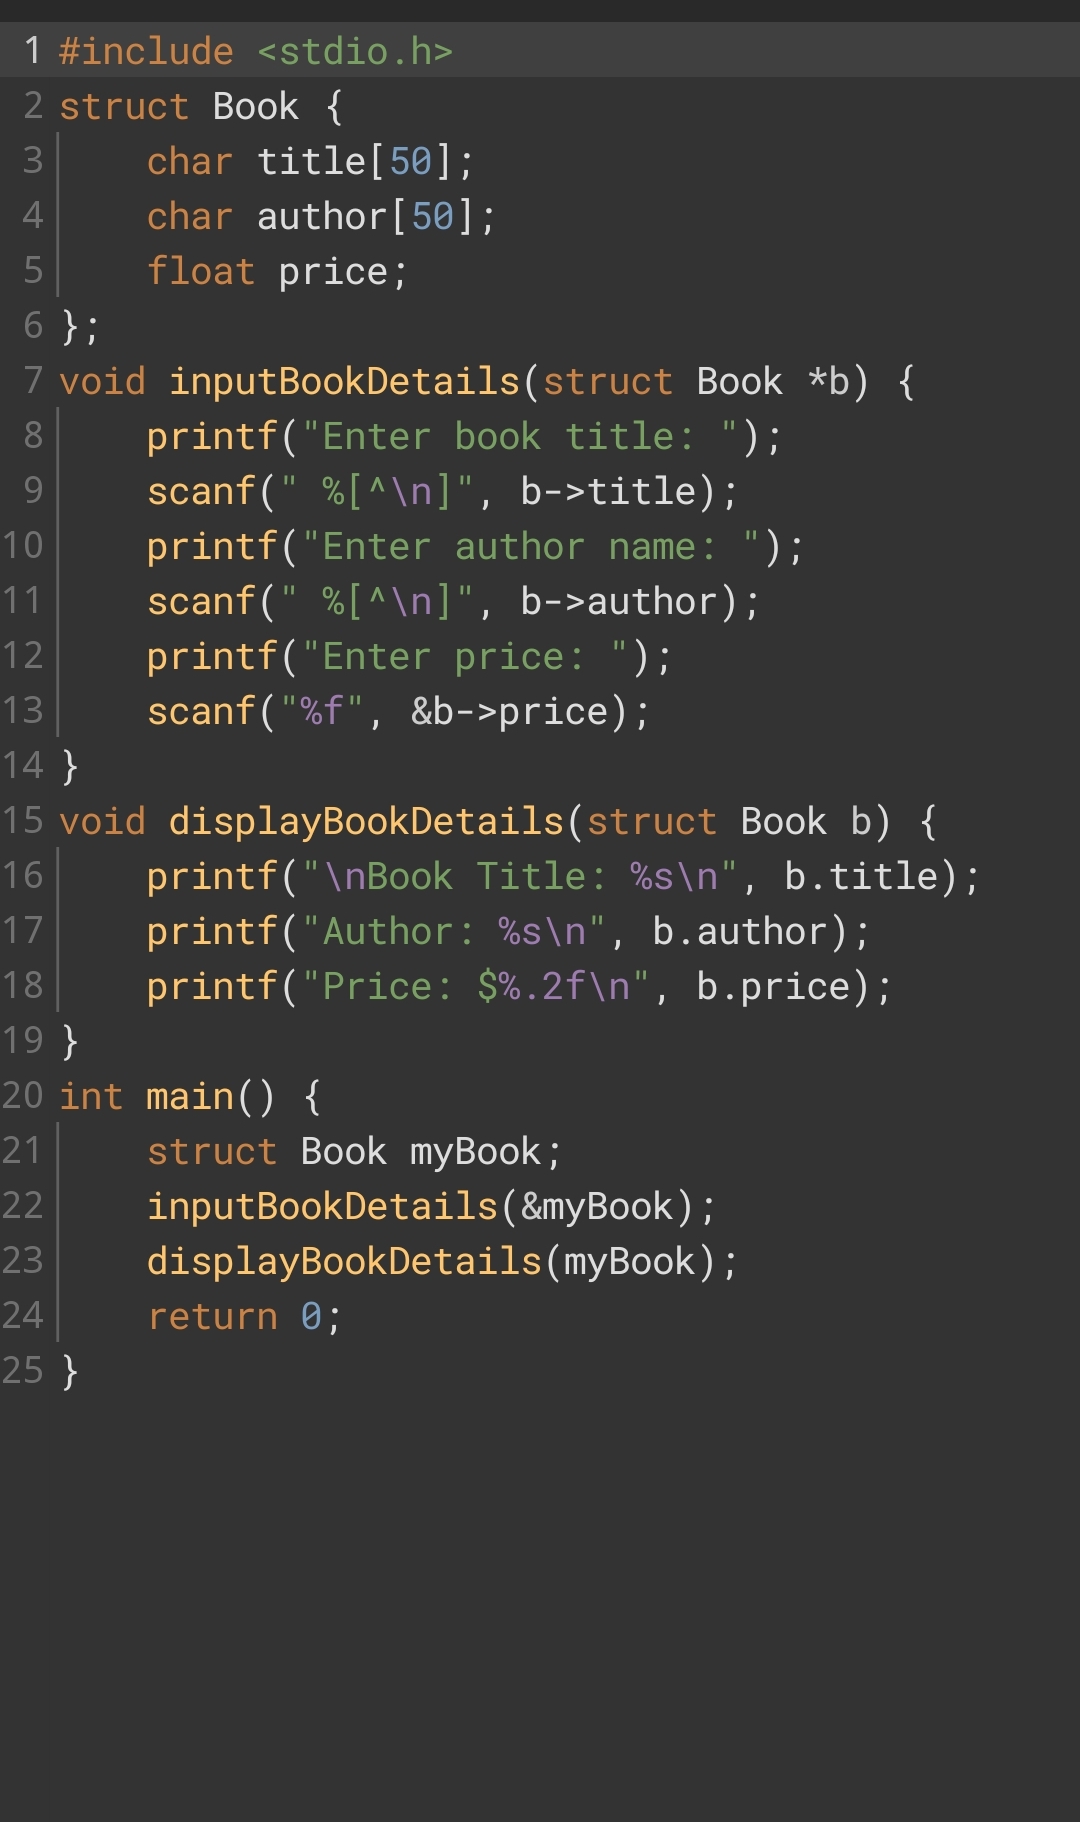 1 #include <stdio.h>
2 struct Book {
3     char title[50];
4     char author[50];
5     float price;
6 };
7 void inputBookDetails(struct Book *b) {
8     printf("Enter book title: ");
9     scanf(" %[^\n]", b->title);
10     printf("Enter author name: ");
11     scanf(" %[^\n]", b->author);
12     printf("Enter price: ");
13     scanf("%f", &b->price);
14 }
15 void displayBookDetails(struct Book b) {
16     printf("\nBook Title: %s\n", b.title);
17     printf("Author: %s\n", b.author);
18     printf("Price: $%.2f\n", b.price);
19 }
20 int main() {
21     struct Book myBook;
22     inputBookDetails(&myBook);
23     displayBookDetails(myBook);
24     return 0;
25 }